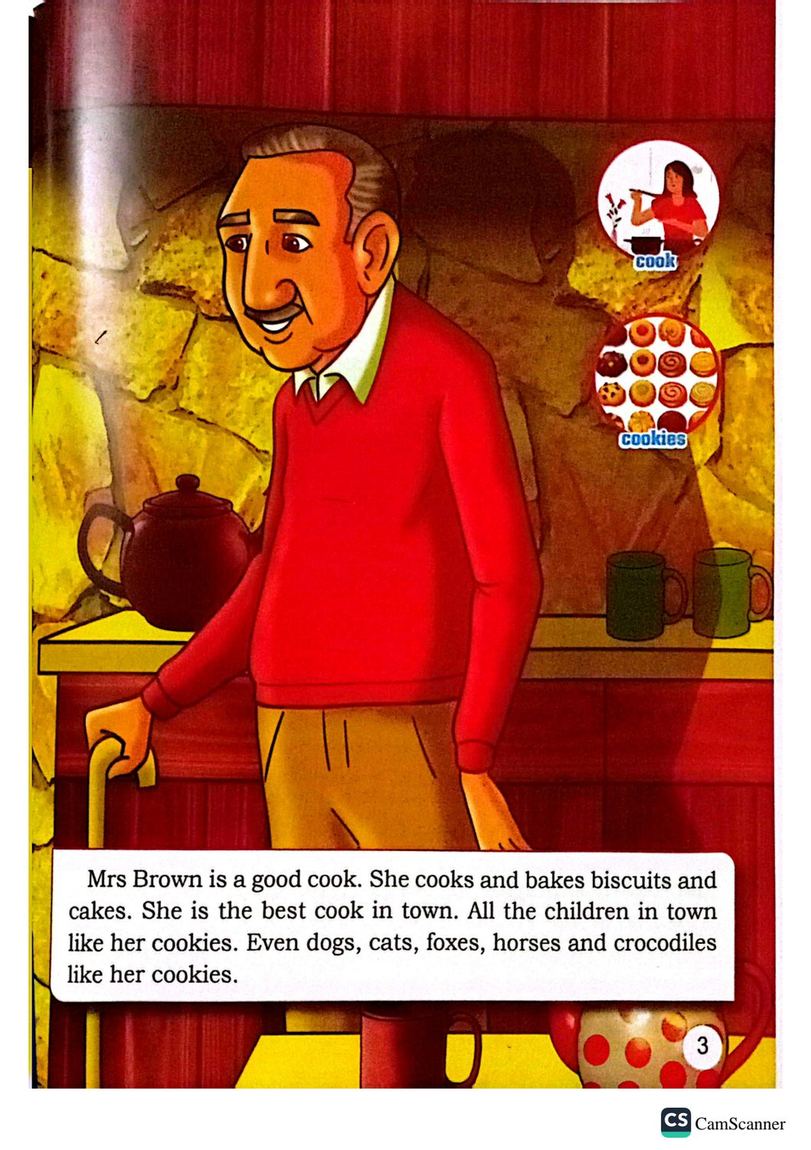 cook
cookies
Mrs Brown is a good cook. She cooks and bakes biscuits and
cakes. She is the best cook in town. All the children in town
like her cookies. Even dogs, cats, foxes, horses and crocodiles
like her cookies.
3
CS CamScanner